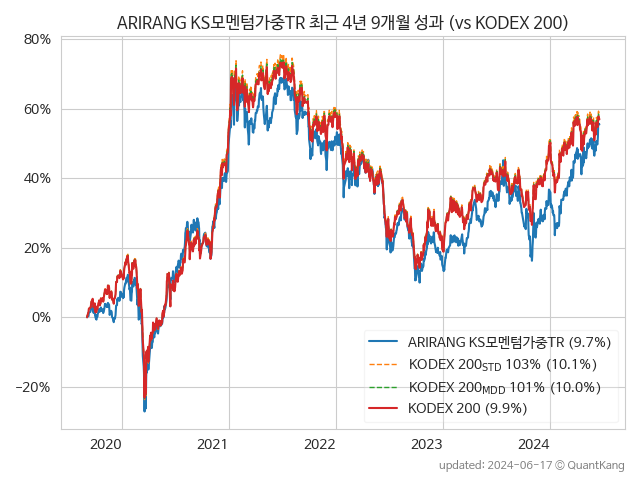 ARIRANG KS모멘텀가중TR 최근 4년 9개월 성과 (vs KODEX 200)
80%
60%
40%
20%
0%
−20%
ARIRANG KS모멘텀가중TR (9.7%)
KODEX 200STD 103% (10.1%)
KODEX 200MDD 101% (10.0%)
KODEX 200 (9.9%)
2020 2021 2022 2023 2024
updated: 2024-06-17 © QuantKang